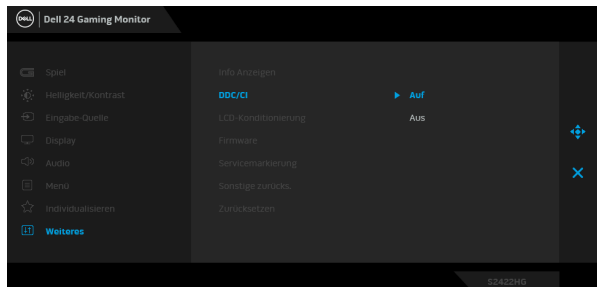 DELL Dell 24 Gaming Monitor
Spiel
Helligkeit/Kontrast
Eingabe-Quelle
Display
Audio
Menü
Individualisieren
Weiteres
Info Anzeigen
DDC/CI
Auf
LCD-Konditionierung
Aus
Firmware
Servicemarkierung
Sonstige zurücks.
Zurücksetzen
S2422HG